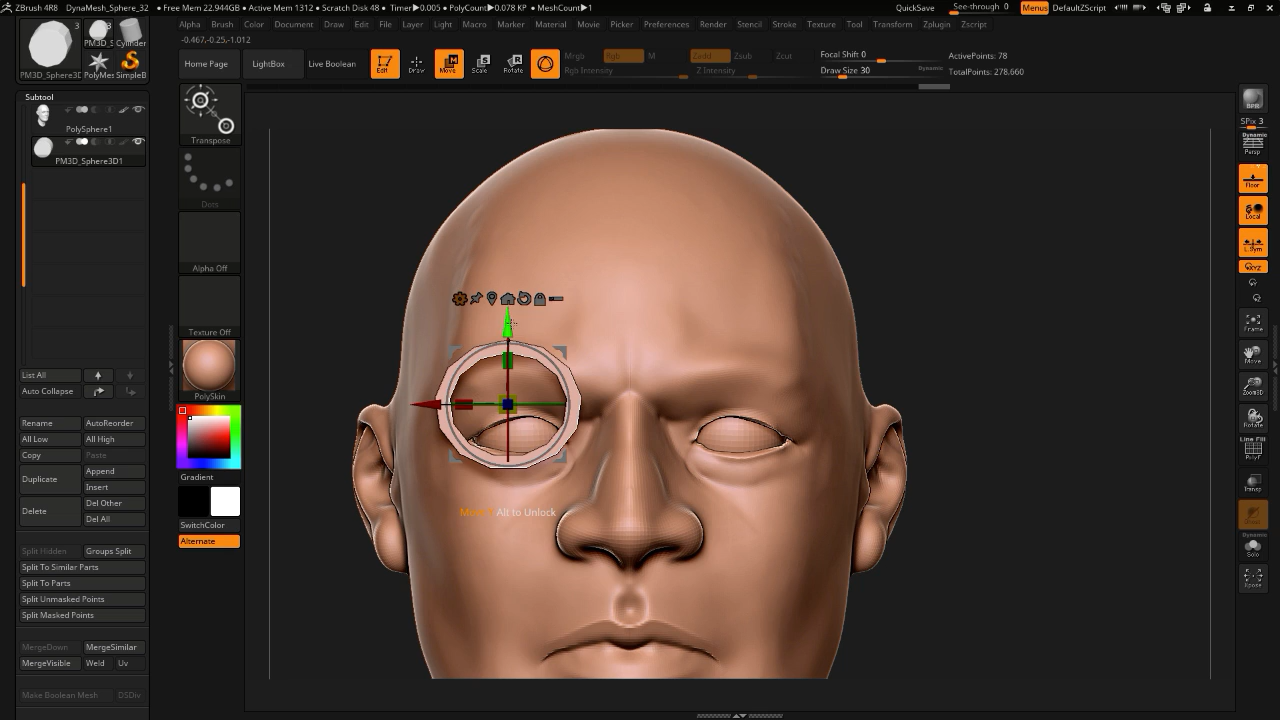 ZBrush 4R8 DynaMesh_Sphere_32 • Free Mem 22.944GB • Active Mem 1312 • Scratch Disk 48 • Timer▶0.005 • PolyCount▶0.078 KP • MeshCount▶1 QuickSave See-through 0 Menus DefaultZScript
Alpha Brush Color Document Draw Edit File Layer Light Macro Marker Material Movie Picker Preferences Render Stencil Stroke Texture Tool Transform Zplugin Zscript
-0.467,-0.25,-1.012
3
PM3D_S Cylinder
PM3D_Sphere3D PolyMes SimpleB
Home Page LightBox Live Boolean
Edit Draw Move Scale Rotate
Mrgb Rgb M Zadd Zsub Zcut
Rgb Intensity Z Intensity
Focal Shift 0
Draw Size 30 Dynamic
ActivePoints: 78
TotalPoints: 278,660
Subtool
PolySphere1
PM3D_Sphere3D1
List All
Auto Collapse
Rename AutoReorder
All Low All High
Copy Paste
Duplicate Append
Insert
Delete Del Other
Del All
Split Hidden Groups Split
Split To Similar Parts
Split To Parts
Split Unmasked Points
Split Masked Points
MergeDown MergeSimilar
MergeVisible Weld Uv
Make Boolean Mesh DSDiv
Transpose
Dots
Alpha Off
Texture Off
PolySkin
Gradient
SwitchColor
Alternate
Alt to Unlock
BPR
SPix 3
Dynamic
Persp
Floor
Local
L.Sym
XYZ
Frame
Move
Zoom3D
Rotate
Line Fill
PolyF
Transp
Dynamic
Solo
Xpose